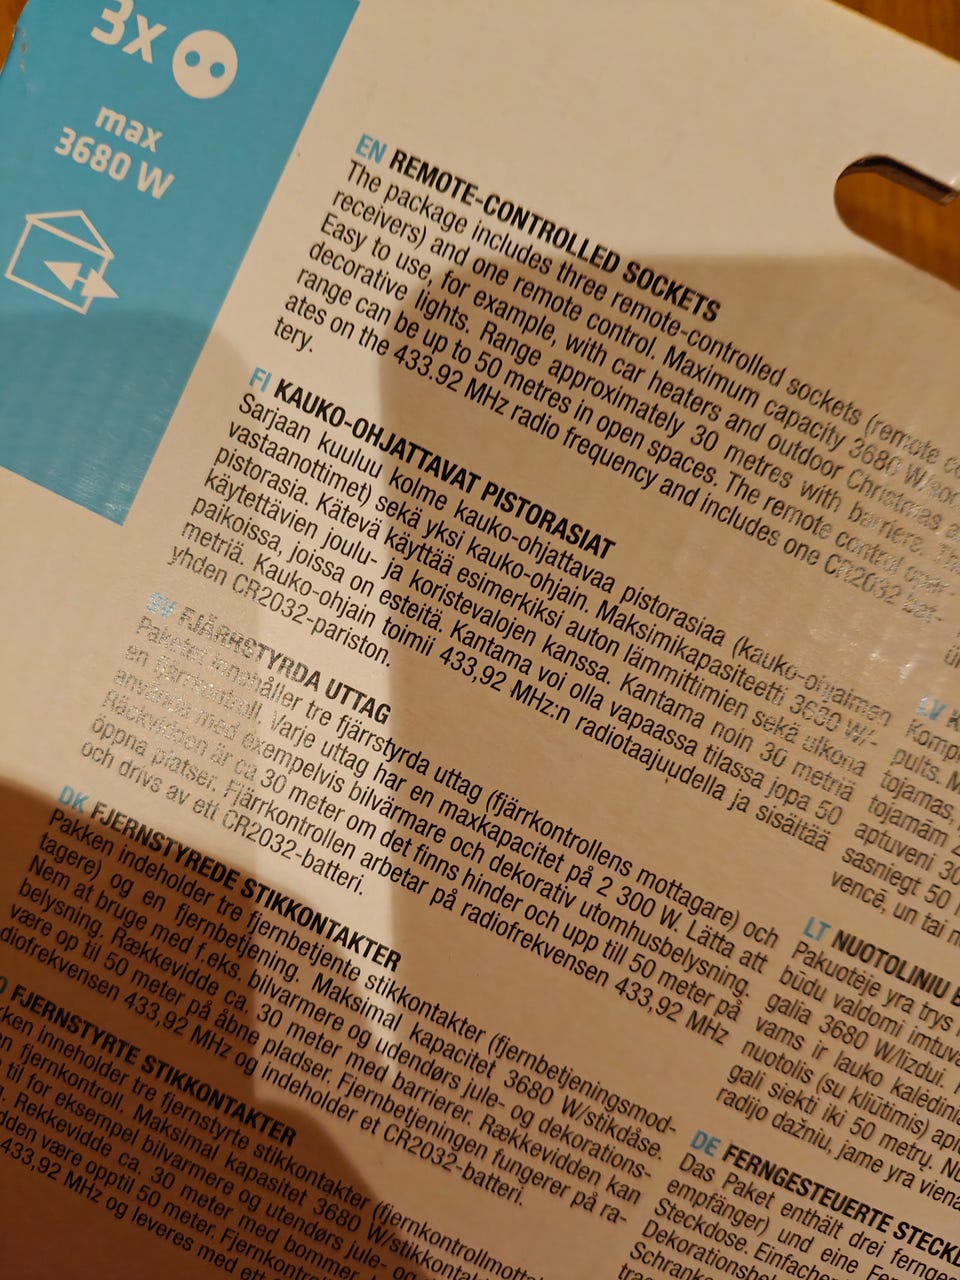 3x
max
3680 W
EN REMOTE-CONTROLLED SOCKETS
The package includes three remote-controlled sockets (remote
receivers) and one remote control. Maximum capacity 3680
Easy to use, for example, with car heaters and outdoor Christmas
decorative lights. Range approximately 30 metres with barriers.
range can be up to 50 metres in open spaces. The remote control oper-
ates on the 433.92 MHz radio frequency and includes one CR2032 bat-
tery.
FI KAUKO-OHJATTAVAT PISTORASIAT
Sarjaan kuuluu kolme kauko-ohjattavaa pistorasiaa (kauko-ohjaimen
vastaanottimet) sekä yksi kauko-ohjain. Maksimikapasiteetti 3680 W/-
pistorasia. Kätevä käyttää esimerkiksi auton lämmittimien sekä ulkona
käytettävien joulu- ja koristevalojen kanssa. Kantama noin 30 metriä
paikoissa, joissa on esteitä. Kantama voi olla vapaassa tilassa jopa 50
metriä. Kauko-ohjain toimii 433,92 MHz:n radiotaajuudella ja sisältää
yhden CR2032-pariston.
SV FJÄRRSTYRDA UTTAG
Paketet innehåller tre fjärrstyrda uttag (fjärrkontrollens mottagare) och
en fjärrkontroll. Varje uttag har en maxkapacitet på 2 300 W. Lätta att
använda med exempelvis bilvärmare och dekorativ utomhusbelysning.
Räckvidden är ca 30 meter om det finns hinder och upp till 50 meter på
öppna platser. Fjärrkontrollen arbetar på radiofrekvensen 433,92 MHz
och drivs av ett CR2032-batteri.
DK FJERNSTYREDE STIKKONTAKTER
Pakken indeholder tre fjernbetjente stikkontakter (fjernbetjeningsmod-
tagere) og en fjernbetjening. Maksimal kapacitet 3680 W/stikdåse.
Nem at bruge med f.eks. bilvarmere og udendørs jule- og dekorations-
belysning. Rækkevidde ca. 30 meter med barrierer. Rækkevidden kan
være op til 50 meter på åbne pladser. Fjernbetjeningen fungerer på ra-
diofrekvensen 433,92 MHz og indeholder et CR2032-batteri.
FJERNSTYRTE STIKKONTAKTER
inneholder tre fjernstyrte stikkontakter
fjernkontroll. Maksimal kapasitet 3680 W/stikkontakt
til for eksempel bilvarmere og utendørs jule- og
Rekkevidde ca. 30 meter med
være opptil 50 meter.
433,92 MHz og leveres med
LV
pults.
tojamas,
tojamām
aptuveni 30
sasniegt 50
vencē, un
LT NUOTOLINIU
Pakuotėje yra trys
būdu valdomi
galia 3680 W/lizdui.
vams ir lauko
nuotolis (su kliūtimis)
gali siekti iki 50 metrų.
radijo dažniu, jame yra
DE FERNGESTEUERTE
Das Paket enthält drei
empfänger) und eine
Steckdose.